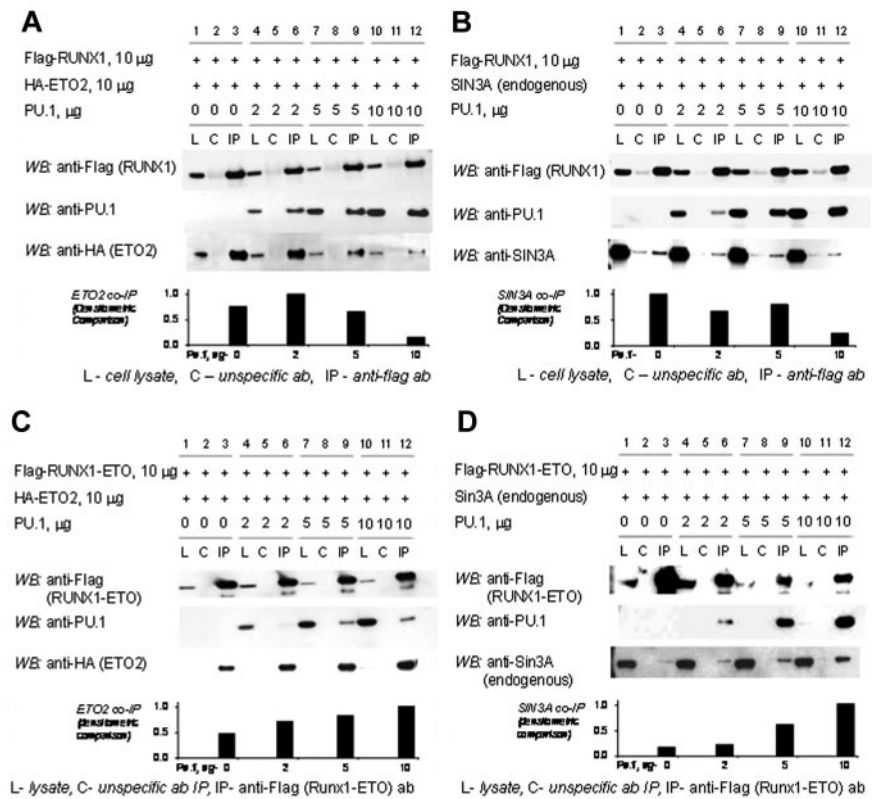 A
1 2 3 4 5 6 7 8 9 10 11 12
Flag-RUNX1, 10 µg + + + + + + + + + + + +
HA-ETO2, 10 µg + + + + + + + + + + + +
PU.1, µg 0 0 0 2 2 2 5 5 5 10 10 10
L C IP L C IP L C IP L C IP
WB: anti-Flag (RUNX1)
WB: anti-PU.1
WB: anti-HA (ETO2)
ETO2 co-IP
(Densitometric
Comparison)
1.0
0.5
0.0
0 2 5 10
L - cell lysate, C – unspecific ab, IP - anti-flag ab
B
1 2 3 4 5 6 7 8 9 10 11 12
Flag-RUNX1, 10 µg + + + + + + + + + + + +
SIN3A (endogenous) + + + + + + + + + + + +
PU.1, µg 0 0 0 2 2 2 5 5 5 10 10 10
L C IP L C IP L C IP L C IP
WB: anti-Flag (RUNX1)
WB: anti-PU.1
WB: anti-SIN3A
SIN3A co-IP
(Densitometric
Comparison)
1.0
0.5
0.0
0 2 5 10
L - cell lysate, C – unspecific ab, IP - anti-flag ab
C
1 2 3 4 5 6 7 8 9 10 11 12
Flag-RUNX1-ETO, 10 µg + + + + + + + + + + + +
HA-ETO2, 10 µg + + + + + + + + + + + +
PU.1, µg 0 0 0 2 2 2 5 5 5 10 10 10
L C IP L C IP L C IP L C IP
WB: anti-Flag
(RUNX1-ETO)
WB: anti-PU.1
WB: anti-HA (ETO2)
ETO2 co-IP
(densitometric
comparison)
1.0
0.5
0.0
0 2 5 10
L- lysate, C- unspecific ab IP, IP- anti-Flag (Runx1-ETO) ab
D
1 2 3 4 5 6 7 8 9 10 11 12
Flag-RUNX1-ETO, 10 µg + + + + + + + + + + + +
Sin3A (endogenous) + + + + + + + + + + + +
PU.1, µg 0 0 0 2 2 2 5 5 5 10 10 10
L C IP L C IP L C IP L C IP
WB: anti-Flag
(RUNX1-ETO)
WB: anti-PU.1
WB: anti-Sin3A
(endogenous)
SIN3A co-IP
(densitometric
comparison)
1.0
0.5
0
0 2 5 10
L- lysate, C- unspecific ab IP, IP- anti-Flag (Runx1-ETO) ab